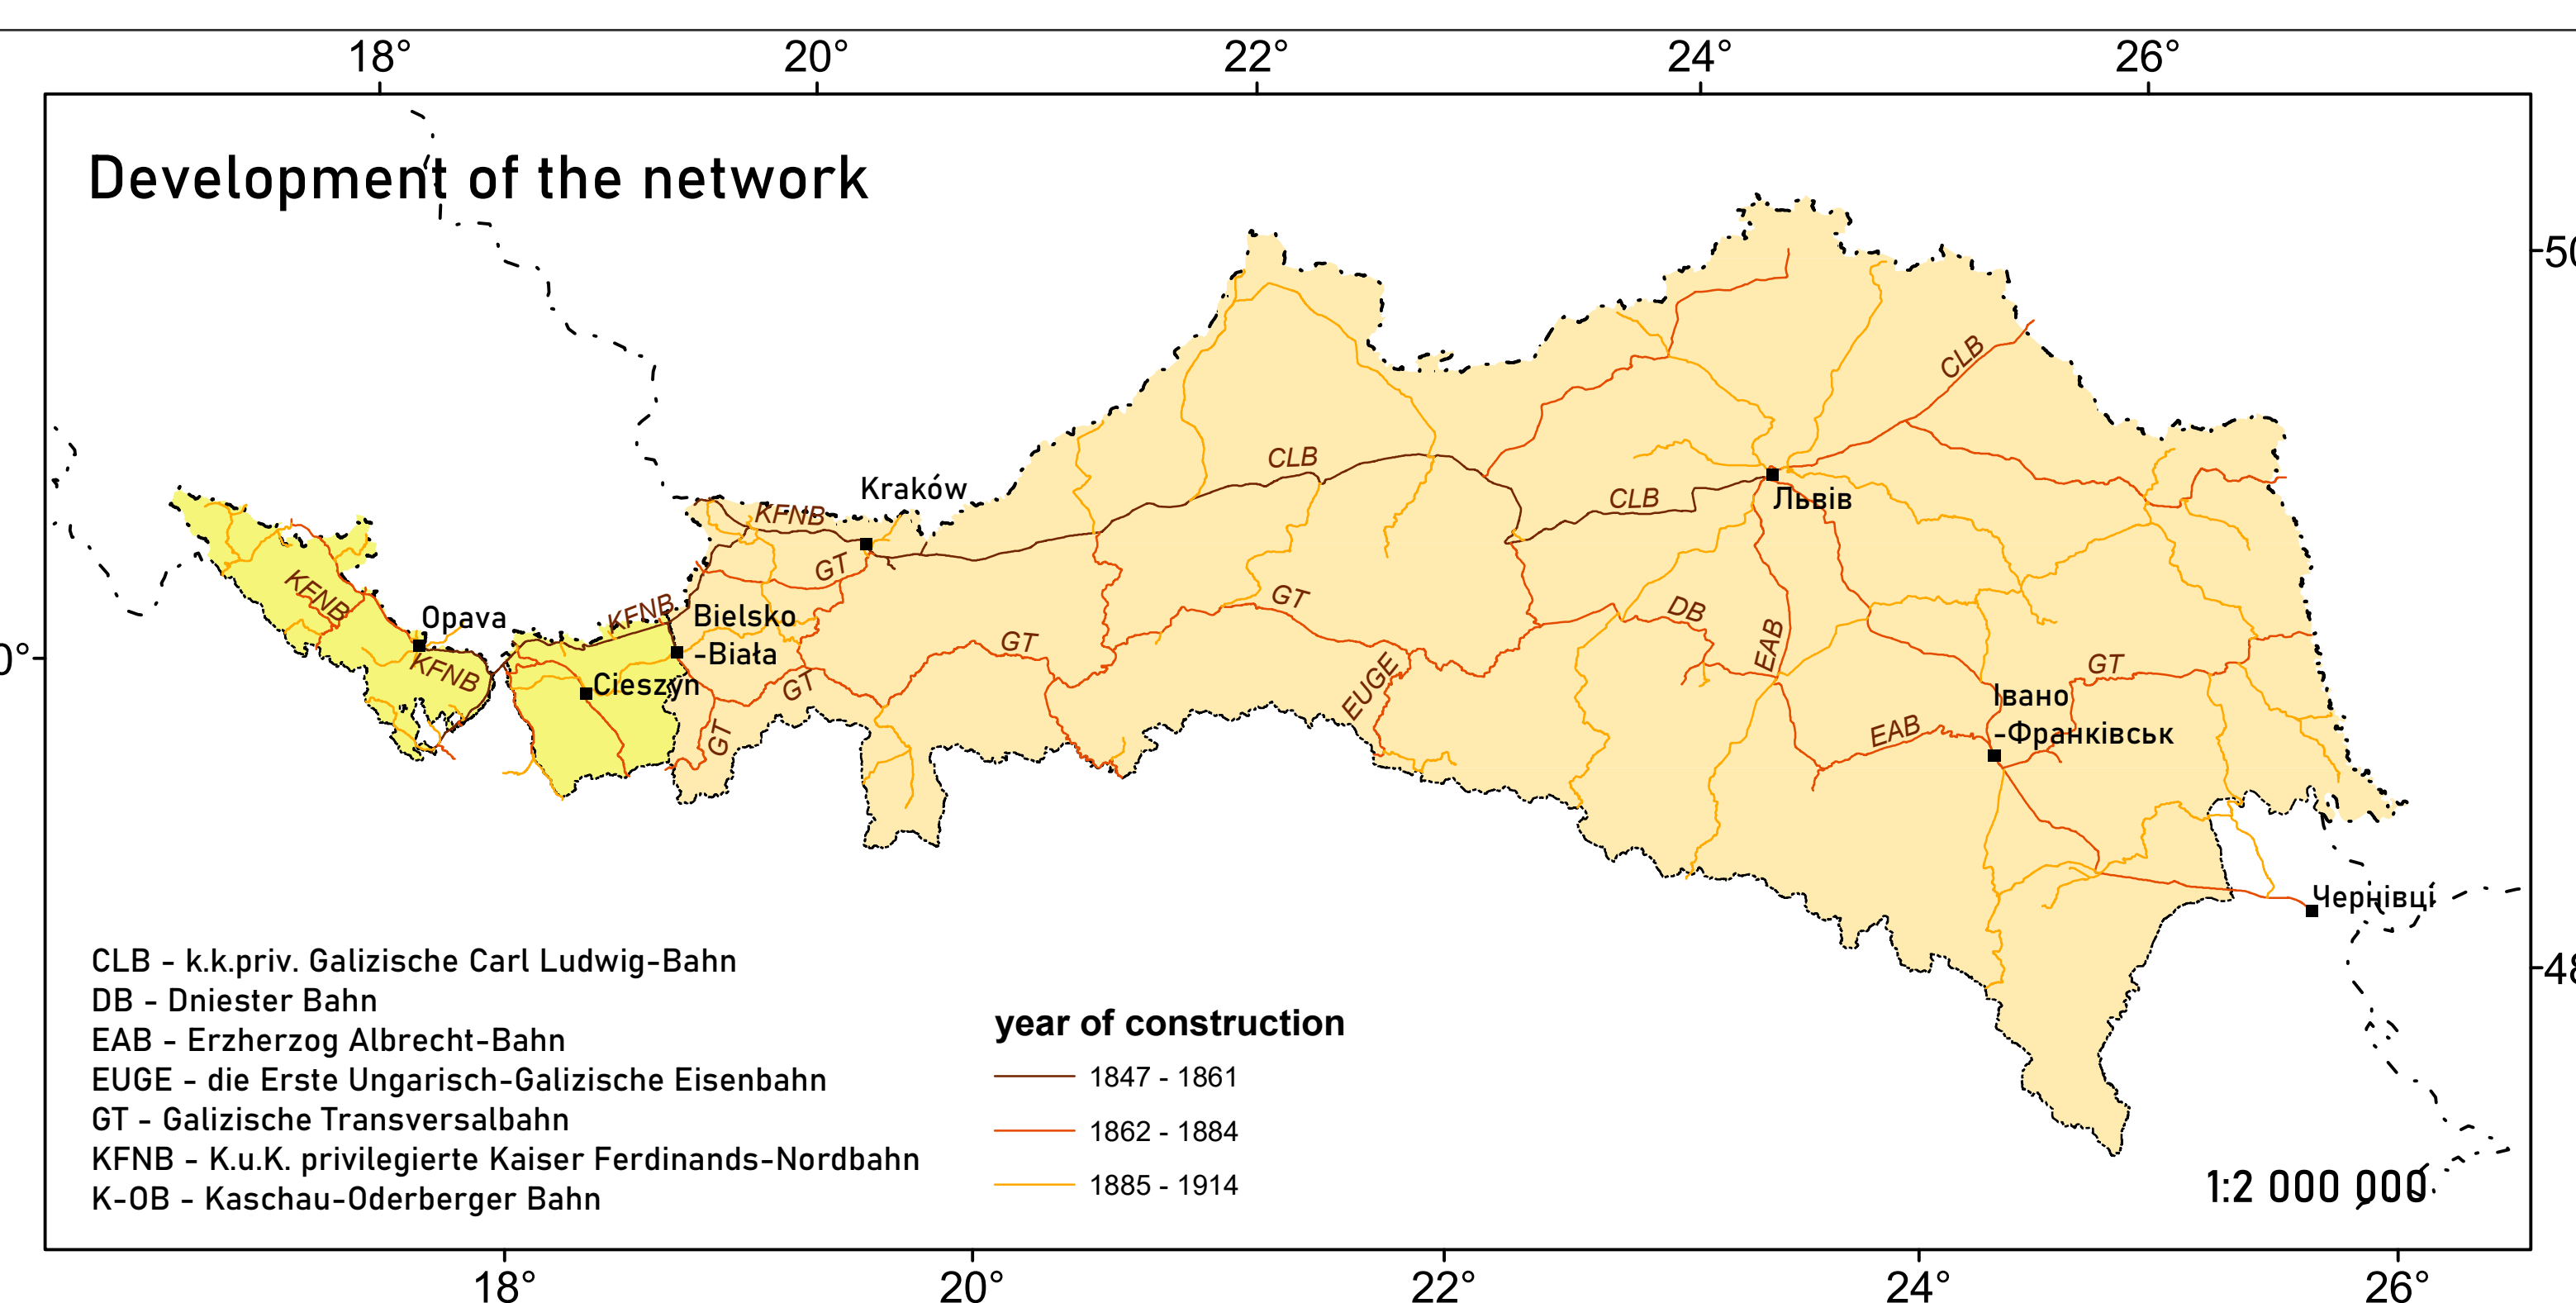 18° 20° 22° 24° 26°
Development of the network
50
CLB
CLB
Kraków
KFNB
CLB
Львів
GT
KFNB
GT
KFNB
Opava
Bielsko
-Biała
DB
EAB
GT
0°
KFNB
Cieszyn
GT
EUGE
GT
Івано
-Франківськ
GT
EAB
Чернівці
CLB - k.k.priv. Galizische Carl Ludwig-Bahn
DB - Dniester Bahn
EAB - Erzherzog Albrecht-Bahn
EUGE - die Erste Ungarisch-Galizische Eisenbahn
GT - Galizische Transversalbahn
KFNB - K.u.K. privilegierte Kaiser Ferdinands-Nordbahn
K-OB - Kaschau-Oderberger Bahn
48
year of construction
1847 - 1861
1862 - 1884
1885 - 1914
1:2 000 000
18° 20° 22° 24° 26°